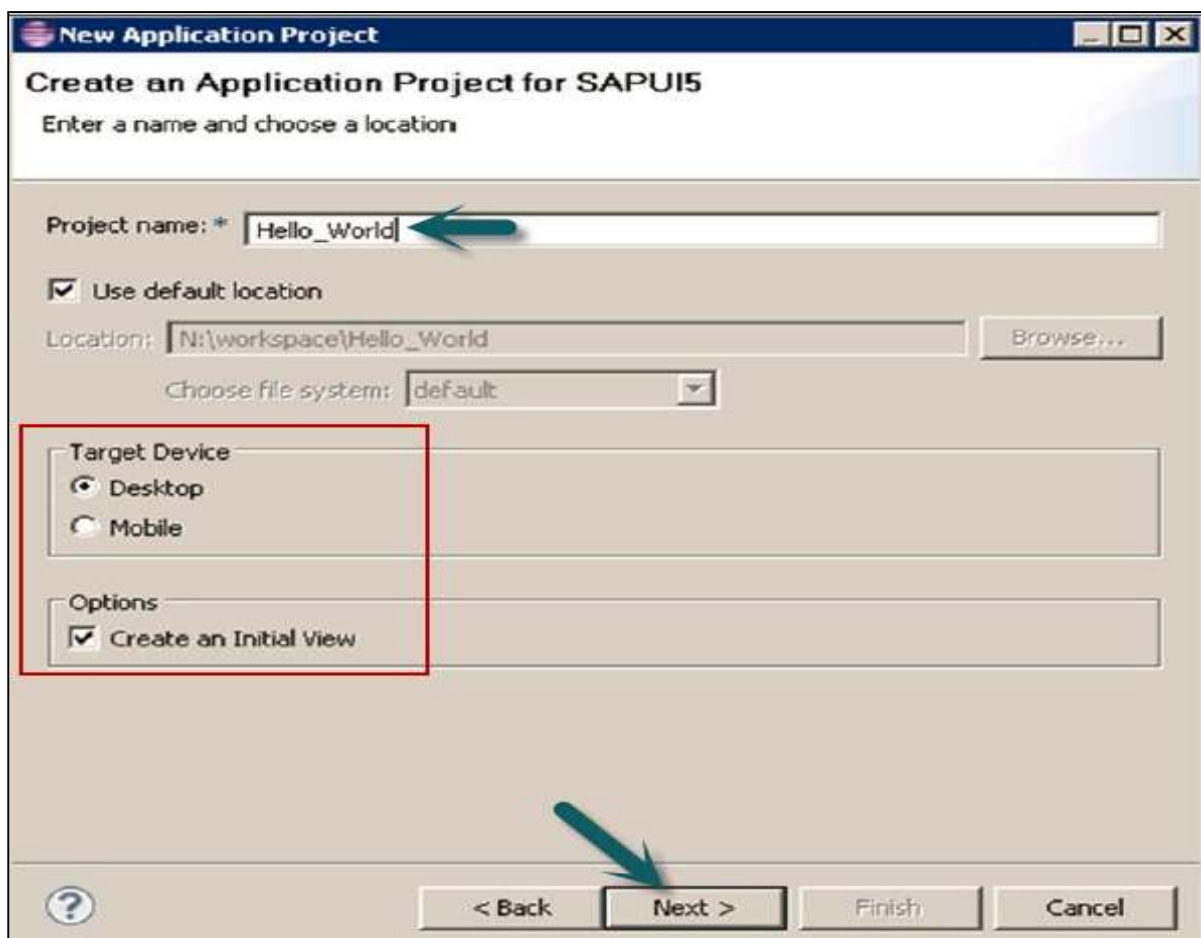 New Application Project
Create an Application Project for SAPUI5
Enter a name and choose a location
Project name: * Hello_World
Use default location
Location: N:\workspace\Hello_World Browse...
Choose file system: default
Target Device
Desktop
Mobile
Options
Create an Initial View
? < Back Next > Finish Cancel